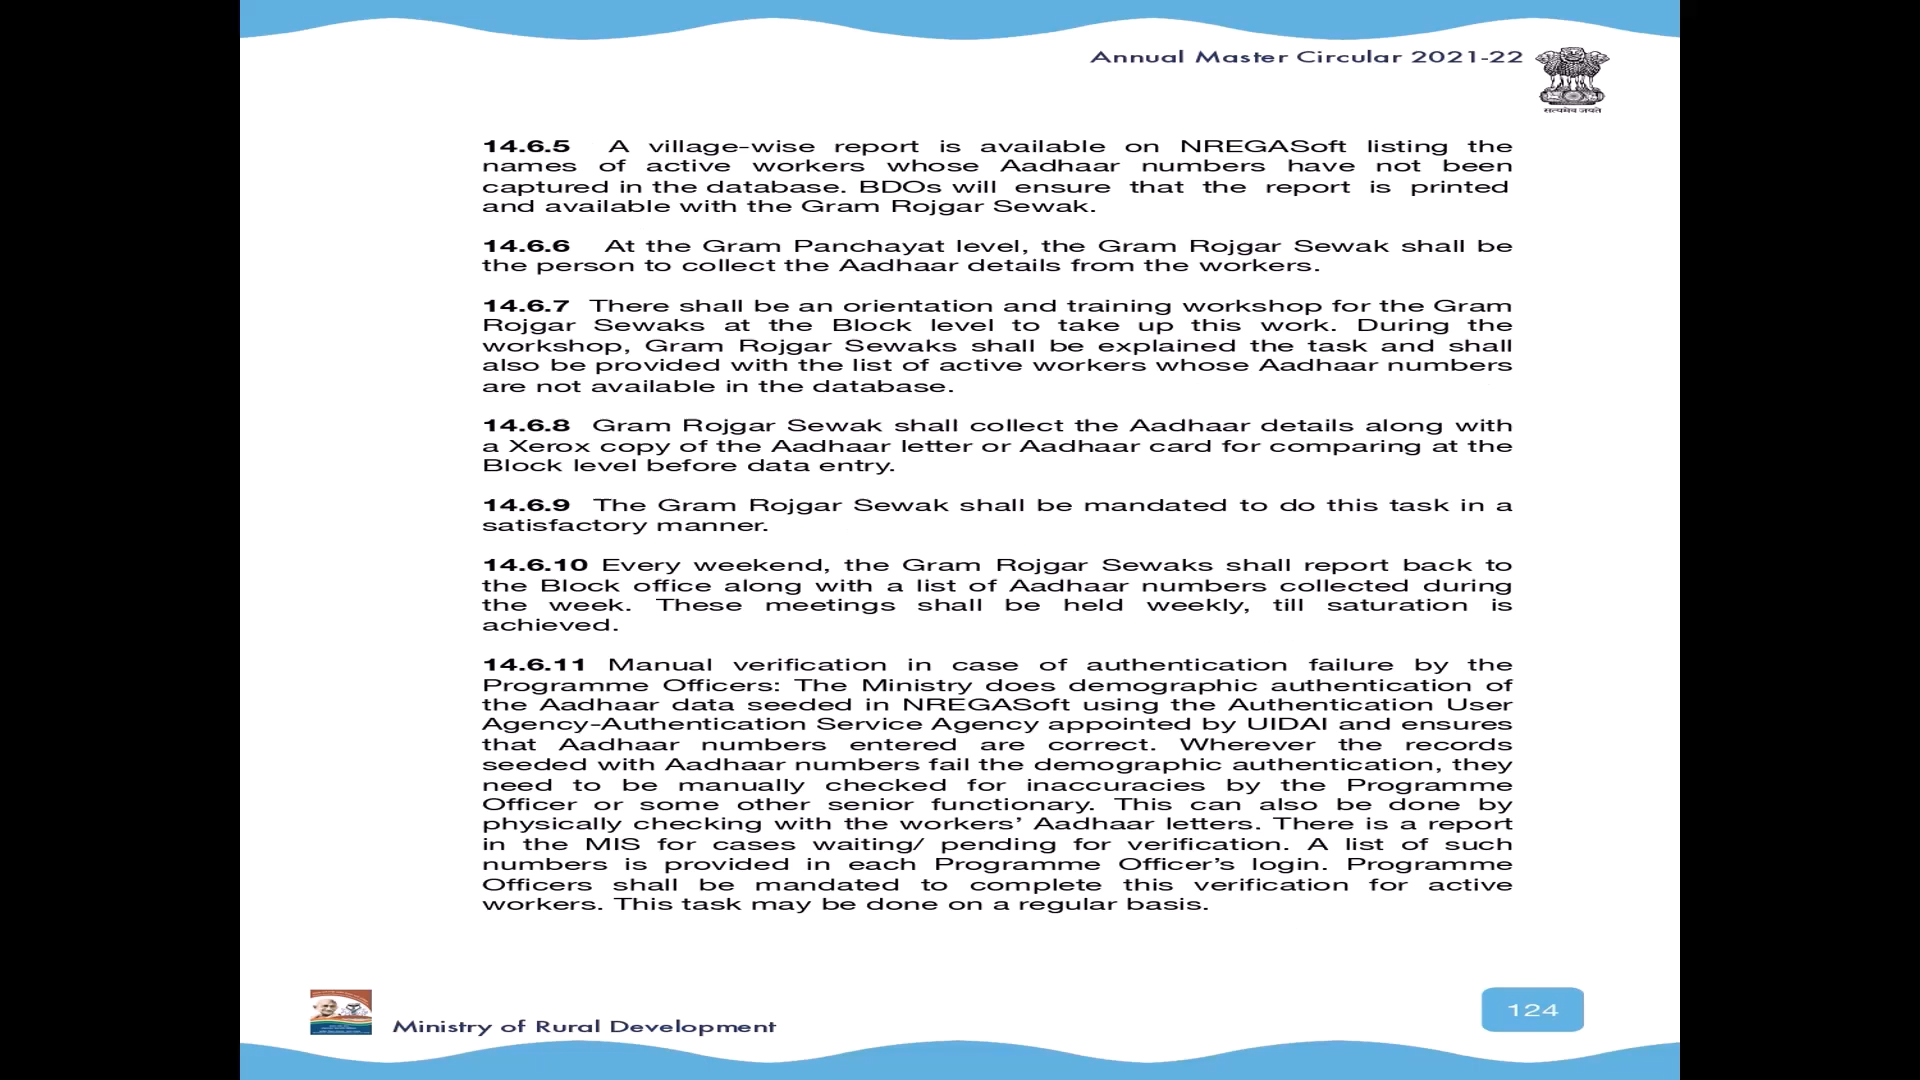 Annual Master Circular 2021-22
सत्यमेव जयते
14.6.5 A village-wise report is available on NREGASoft listing the
names of active workers whose Aadhaar numbers have not been
captured in the database. BDOs will ensure that the report is printed
and available with the Gram Rojgar Sewak.
14.6.6 At the Gram Panchayat level, the Gram Rojgar Sewak shall be
the person to collect the Aadhaar details from the workers.
14.6.7 There shall be an orientation and training workshop for the Gram
Rojgar Sewaks at the Block level to take up this work. During the
workshop, Gram Rojgar Sewaks shall be explained the task and shall
also be provided with the list of active workers whose Aadhaar numbers
are not available in the database.
14.6.8 Gram Rojgar Sewak shall collect the Aadhaar details along with
a Xerox copy of the Aadhaar letter or Aadhaar card for comparing at the
Block level before data entry.
14.6.9 The Gram Rojgar Sewak shall be mandated to do this task in a
satisfactory manner.
14.6.10 Every weekend, the Gram Rojgar Sewaks shall report back to
the Block office along with a list of Aadhaar numbers collected during
the week. These meetings shall be held weekly, till saturation is
achieved.
14.6.11 Manual verification in case of authentication failure by the
Programme Officers: The Ministry does demographic authentication of
the Aadhaar data seeded in NREGASoft using the Authentication User
Agency-Authentication Service Agency appointed by UIDAI and ensures
that Aadhaar numbers entered are correct. Wherever the records
seeded with Aadhaar numbers fail the demographic authentication, they
need to be manually checked for inaccuracies by the Programme
Officer or some other senior functionary. This can also be done by
physically checking with the workers’ Aadhaar letters. There is a report
in the MIS for cases waiting/ pending for verification. A list of such
numbers is provided in each Programme Officer’s login. Programme
Officers shall be mandated to complete this verification for active
workers. This task may be done on a regular basis.
Ministry of Rural Development
124